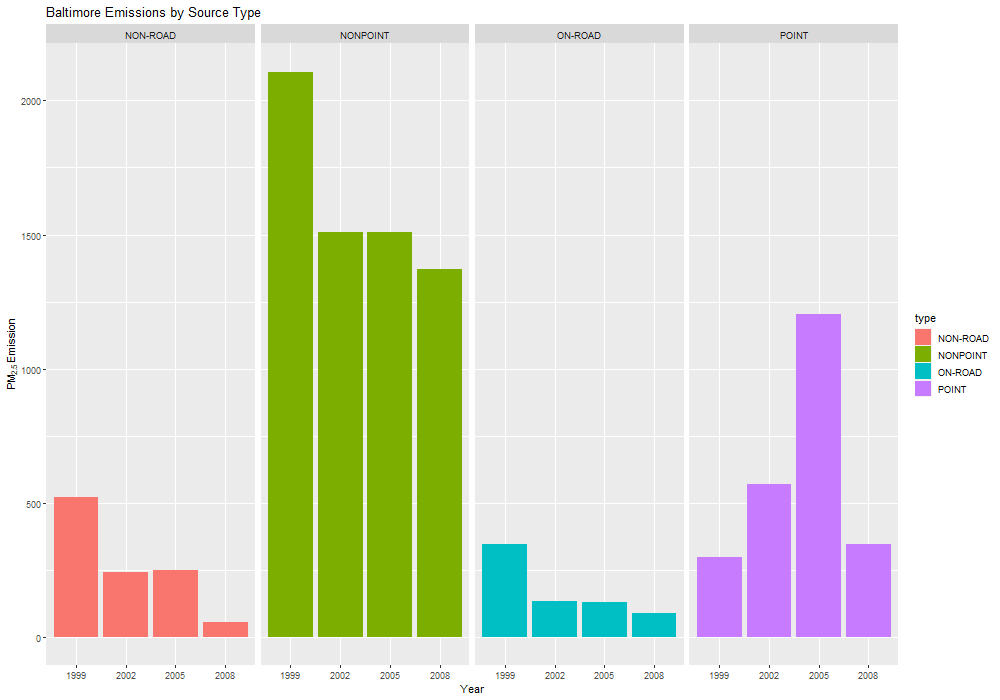 Baltimore Emissions by Source Type
NON-ROAD
NONPOINT
ON-ROAD
POINT
2000
1500
1000
500
0
PM2.5 Emission
1999 2002 2005 2008
1999 2002 2005 2008
1999 2002 2005 2008
1999 2002 2005 2008
Year
type
NON-ROAD
NONPOINT
ON-ROAD
POINT